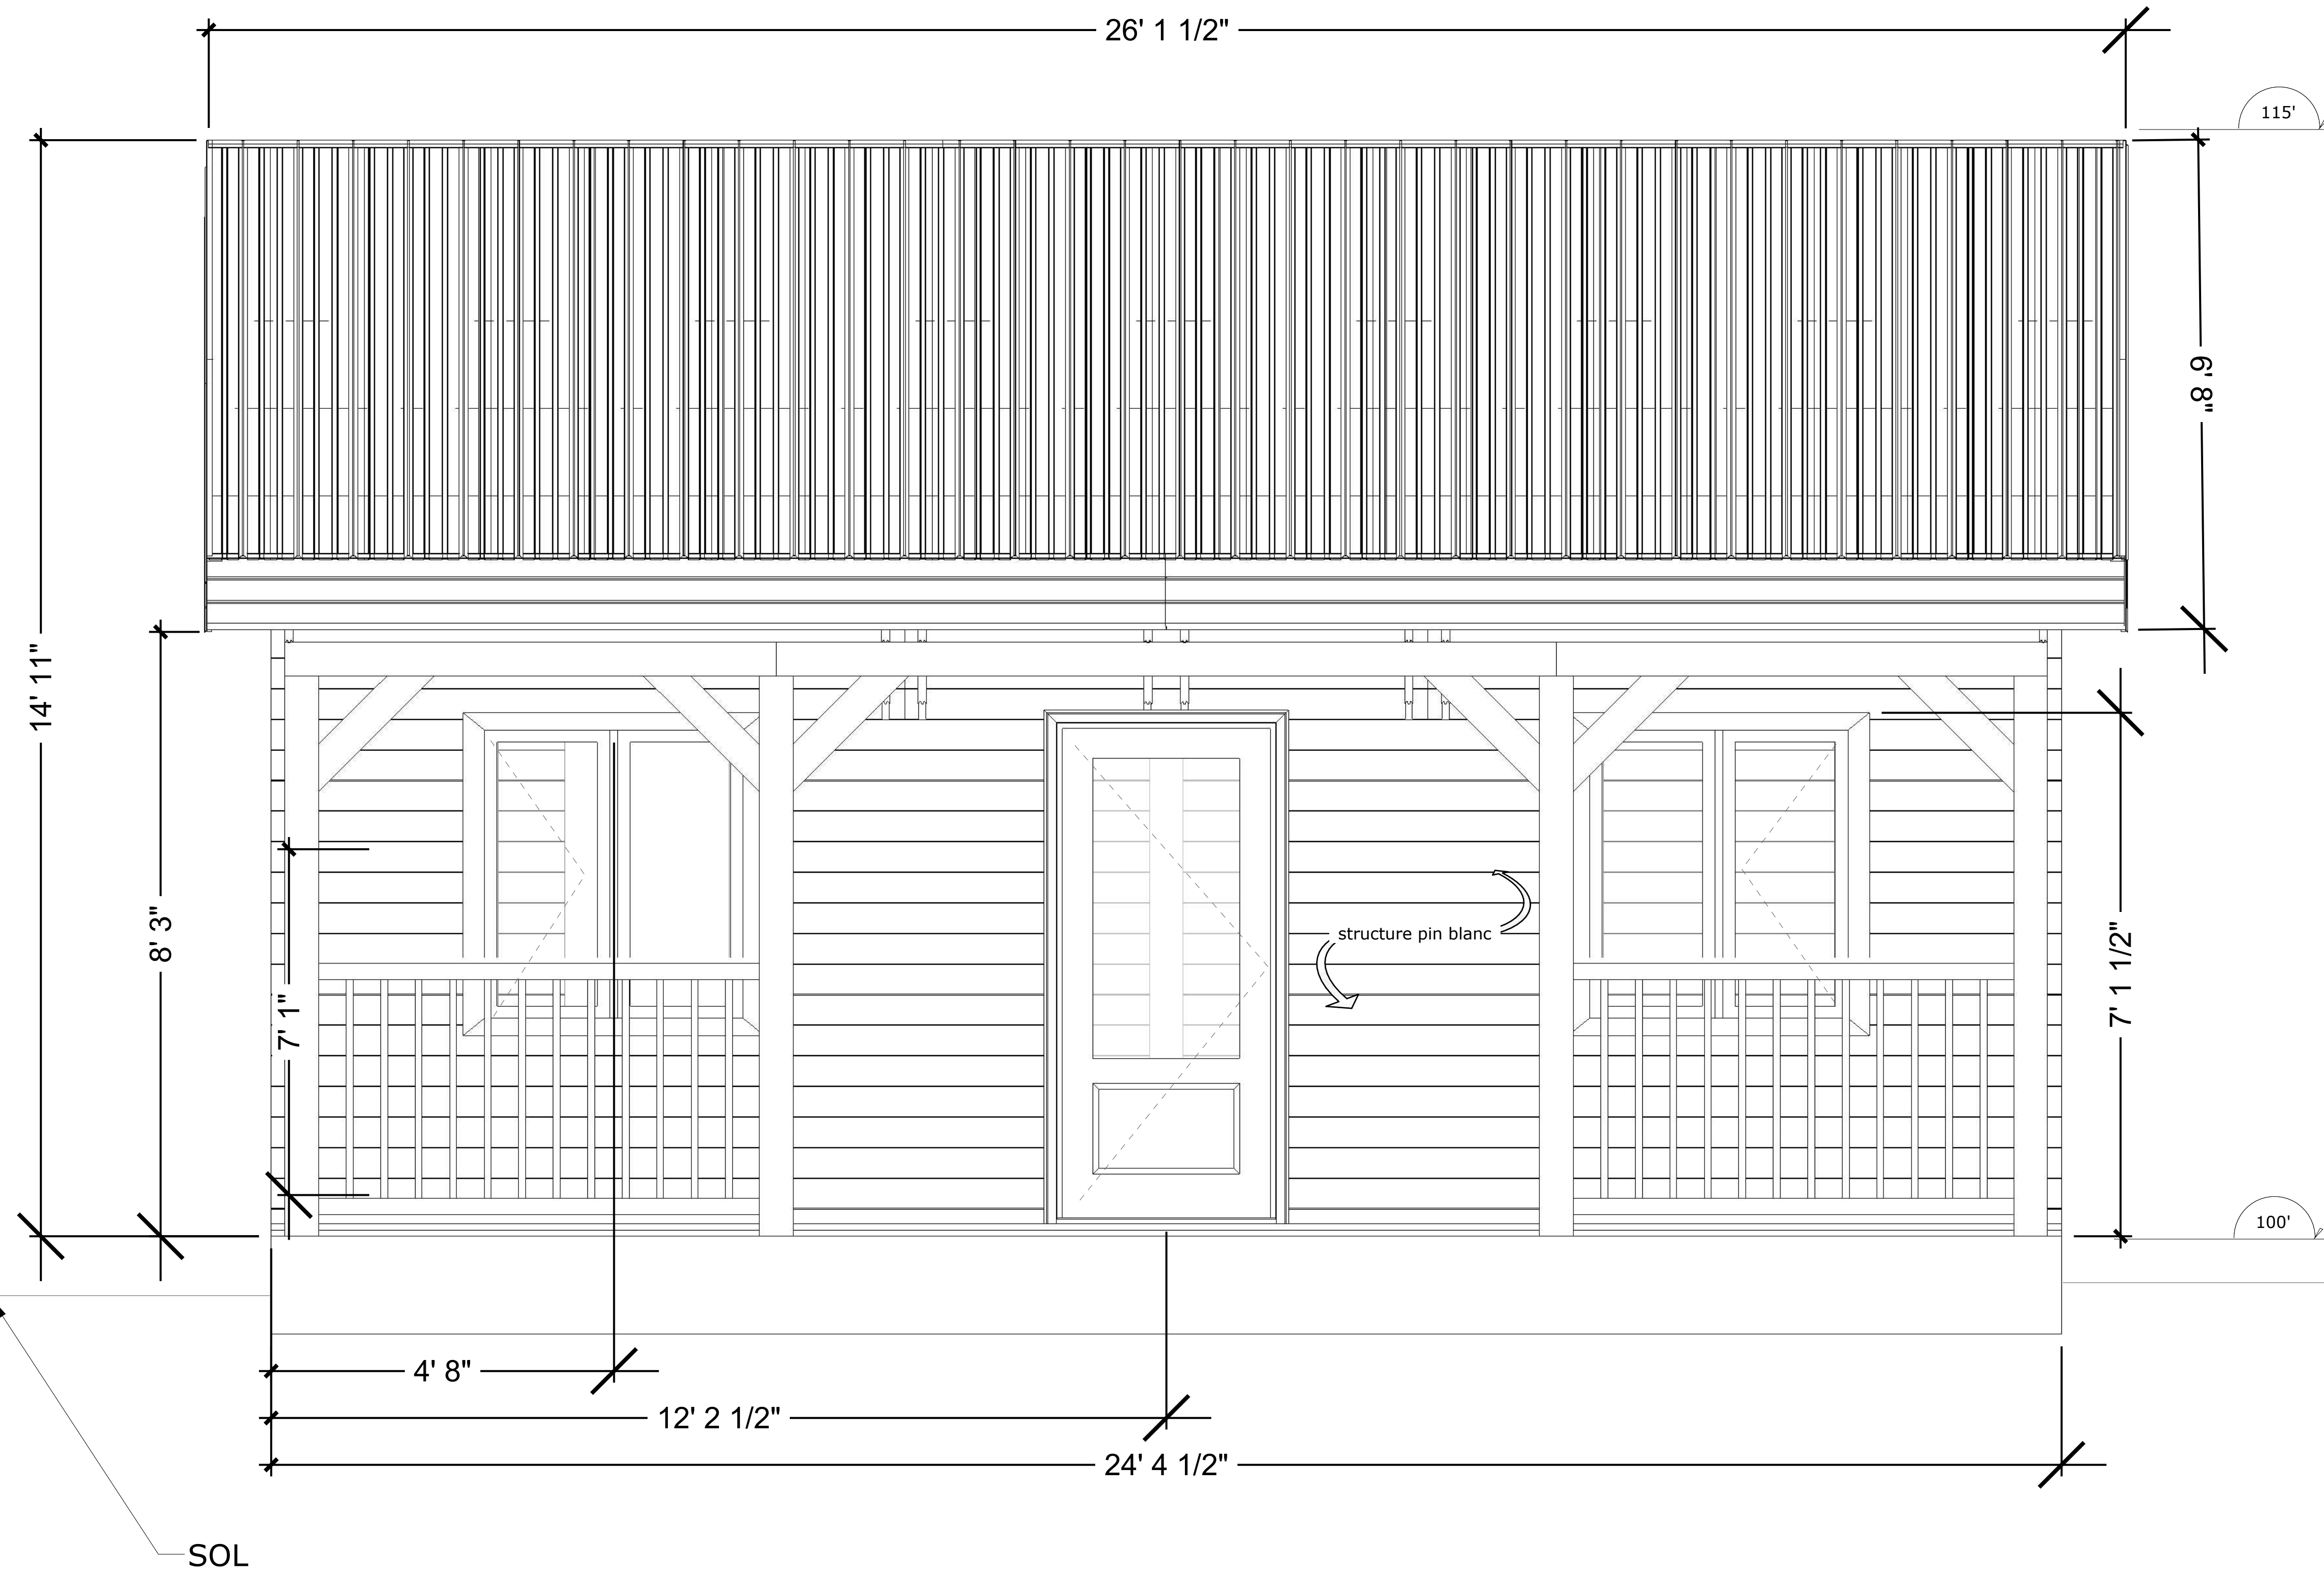 26' 1 1/2"
115'
6' 8"
14' 11"
8' 3"
7' 1"
structure pin blanc
7' 1 1/2"
100'
4' 8"
12' 2 1/2"
24' 4 1/2"
SOL